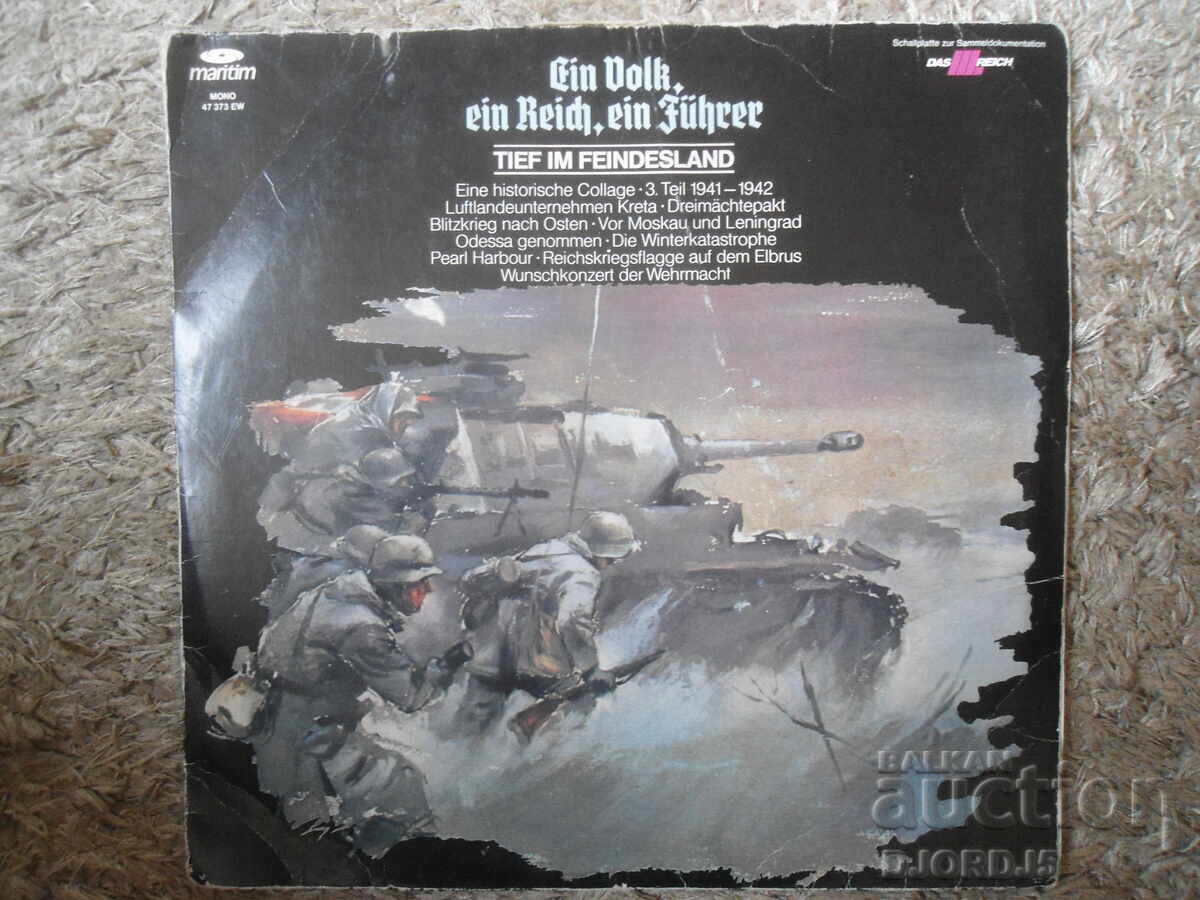 maritim
MONO
47 373 EW
Schallplatte zur Sammeldokumentation
DAS III REICH
Ein Volk,
ein Reich, ein Führer
TIEF IM FEINDESLAND
Eine historische Collage · 3. Teil 1941–1942
Luftlandeunternehmen Kreta · Dreimächtepakt
Blitzkrieg nach Osten · Vor Moskau und Leningrad
Odessa genommen · Die Winterkatastrophe
Pearl Harbour · Reichskriegsflagge auf dem Elbrus
Wunschkonzert der Wehrmacht
BALKAN
auction
DJORDJ5